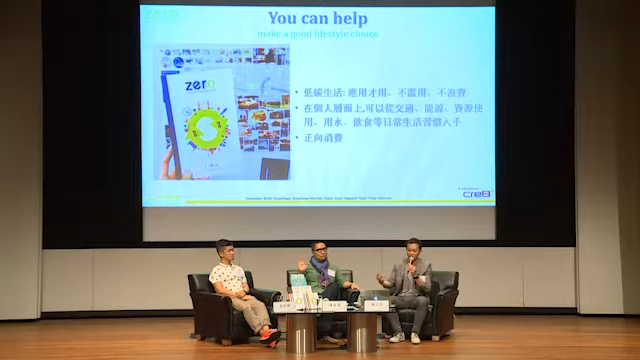 You can help
make a good lifestyle choice
zero
• 低碳生活: 應用才用、不濫用、不浪費
• 在個人層面上,可以從交通、能源、資源使
用、用水、飲食等日常生活習慣入手
• 正向消費
cre8